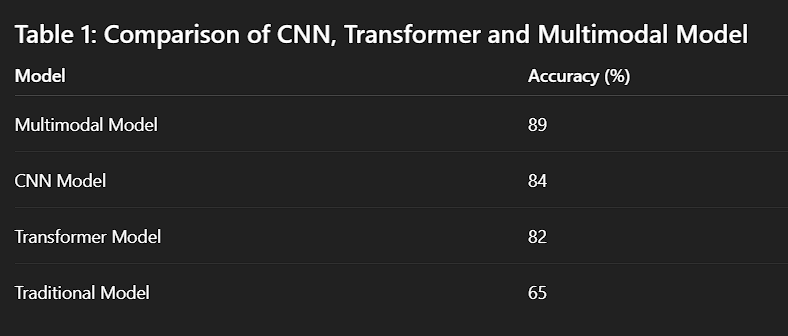 Table 1: Comparison of CNN, Transformer and Multimodal Model
Model Accuracy (%)
Multimodal Model 89
CNN Model 84
Transformer Model 82
Traditional Model 65